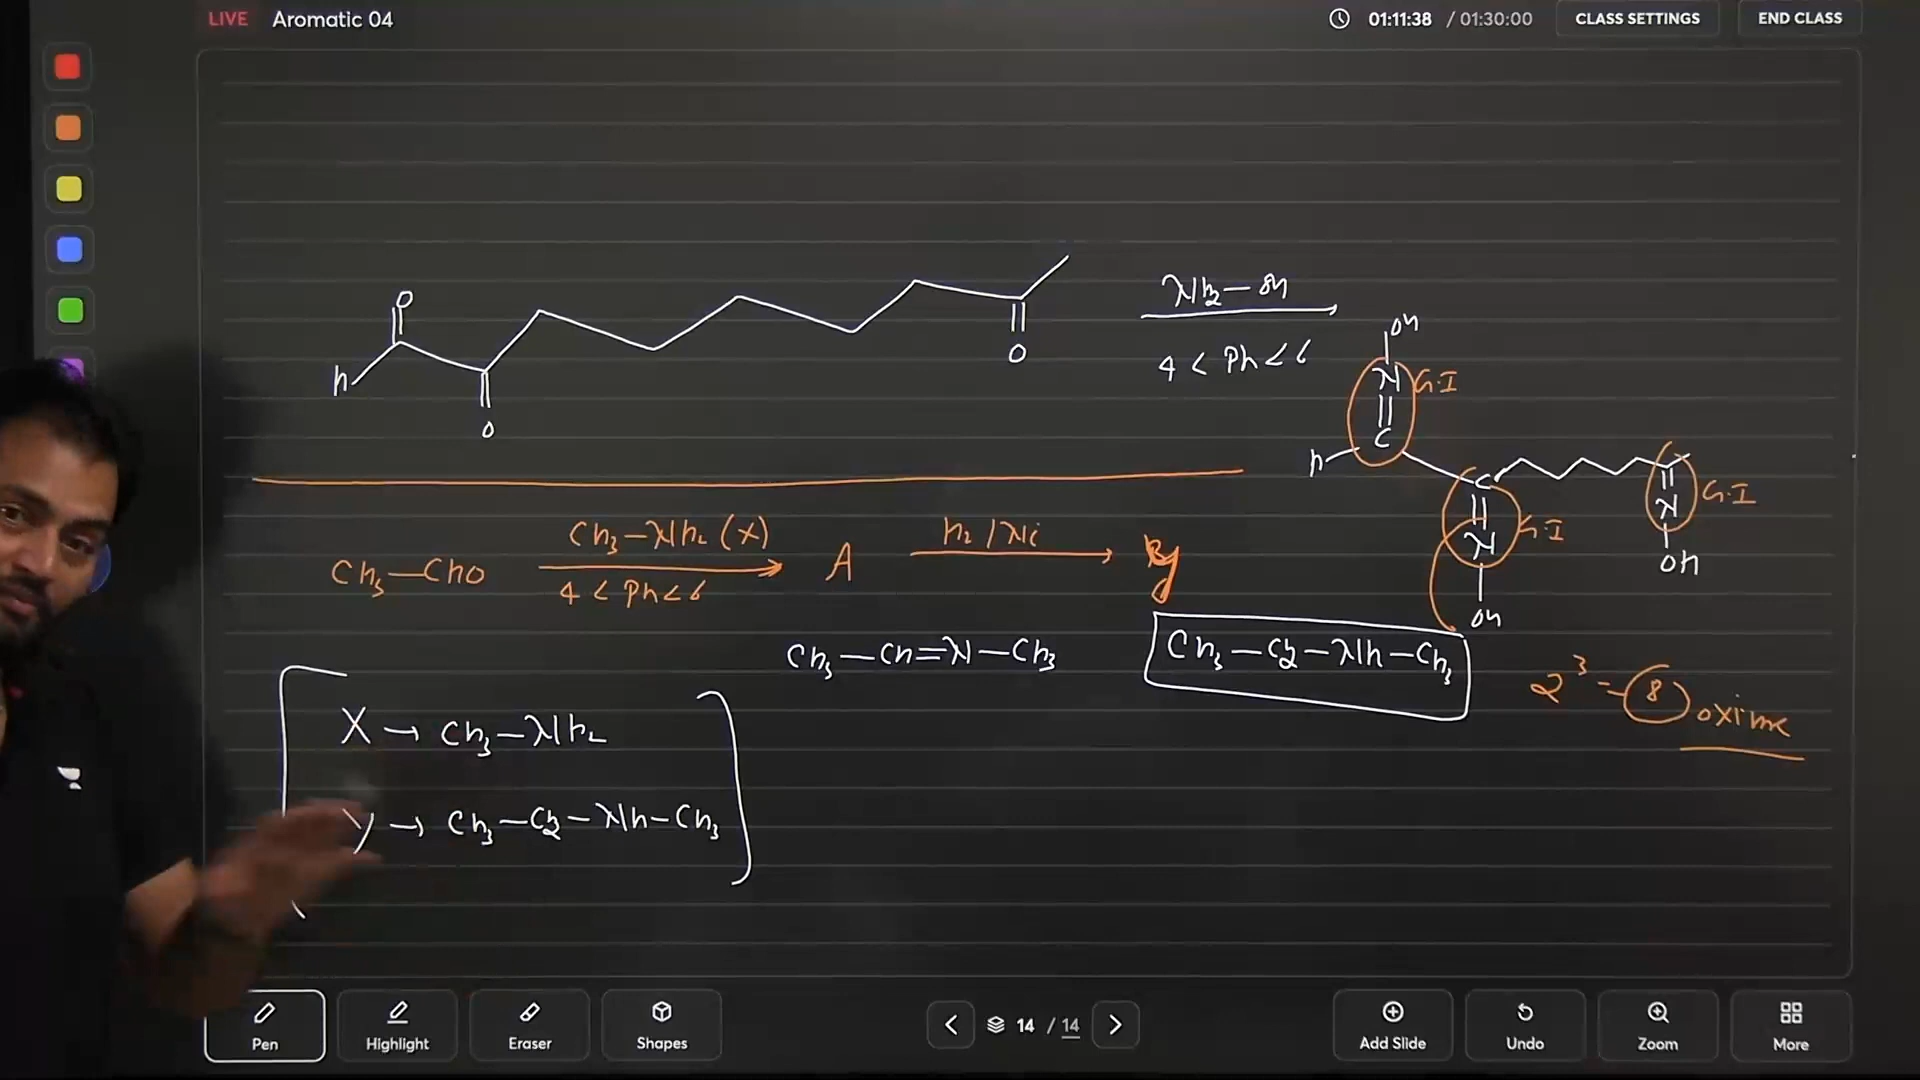 LIVE Aromatic 04
01:11:38 / 01:30:00 CLASS SETTINGS END CLASS
O
h
O
O
NH2 — OH
4 < Ph < 6
OH
N G.I
C
h
C
N G.I
OH
N G.I
OH
CH3—CHO
CH3—NH2 (X)
4 < Ph < 6
A
H2 / Ni
CH3—CH=N—CH3
CH3—CH2—NH—CH3
2^3 = 8 oxime
X → CH3—NH2
Y → CH3—CH2—NH—CH3
Pen Highlight Eraser Shapes
14 / 14
Add Slide Undo Zoom More